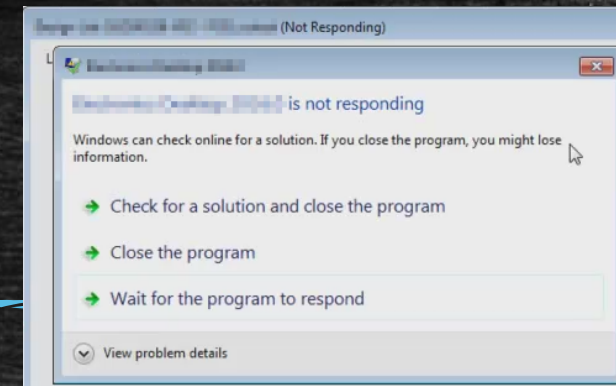 (Not Responding)
is not responding
Windows can check online for a solution. If you close the program, you might lose
information.
Check for a solution and close the program
Close the program
Wait for the program to respond
View problem details